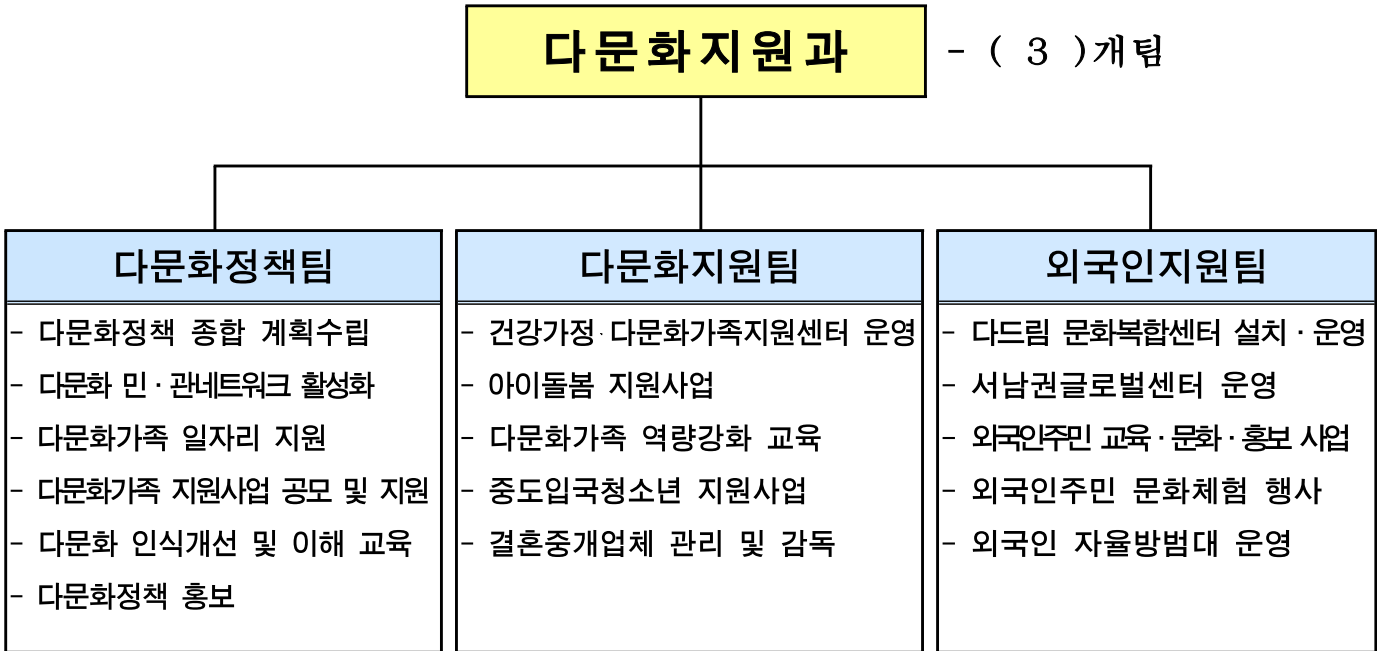 다문화지원과
- ( 3 )개팀
다문화정책팀
- 다문화정책 종합 계획수립
- 다문화 민·관네트워크 활성화
- 다문화가족 일자리 지원
- 다문화가족 지원사업 공모 및 지원
- 다문화 인식개선 및 이해 교육
- 다문화정책 홍보
다문화지원팀
- 건강가정·다문화가족지원센터 운영
- 아이돌봄 지원사업
- 다문화가족 역량강화 교육
- 중도입국청소년 지원사업
- 결혼중개업체 관리 및 감독
외국인지원팀
- 다드림 문화복합센터 설치·운영
- 서남권글로벌센터 운영
- 외국인주민 교육·문화·홍보 사업
- 외국인주민 문화체험 행사
- 외국인 자율방범대 운영